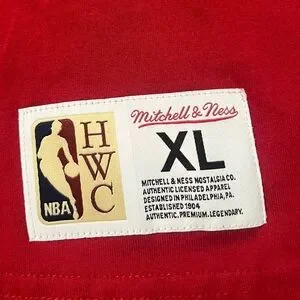 NBA
H
W
C
Mitchell & Ness
XL
MITCHELL & NESS NOSTALGIA CO.
AUTHENTIC LICENSED APPAREL
DESIGNED IN PHILADELPHIA, PA.
ESTABLISHED 1904
AUTHENTIC. PREMIUM. LEGENDARY.